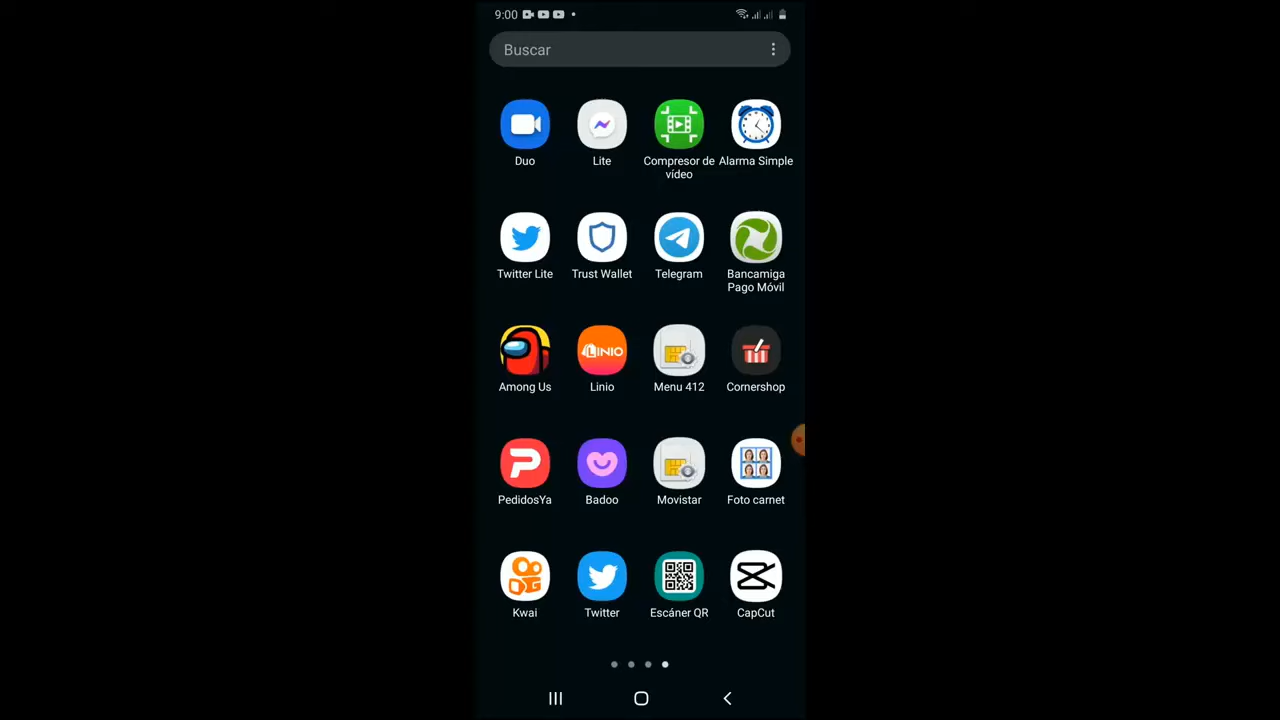 9:00
Buscar
Duo
Lite
Compresor de
vídeo
Alarma Simple
Twitter Lite
Trust Wallet
Telegram
Bancamiga
Pago Móvil
Among Us
LINIO
Linio
Menu 412
Cornershop
PedidosYa
Badoo
Movistar
Foto carnet
Kwai
Twitter
Escáner QR
CapCut